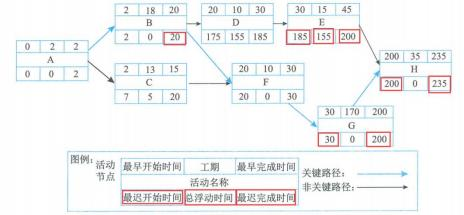 2 18 20
B
2 0 20
20 10 30
D
175 155 185
30 15 45
E
185 155 200
0 2 2
A
0 0 2
2 13 15
C
7 5 20
20 10 30
F
20 0 30
200 35 235
H
200 0 235
30 170 200
G
30 0 200
图例:
活动
节点
最早开始时间 工期 最早完成时间
活动名称
最迟开始时间 总浮动时间 最迟完成时间
关键路径:
非关键路径: